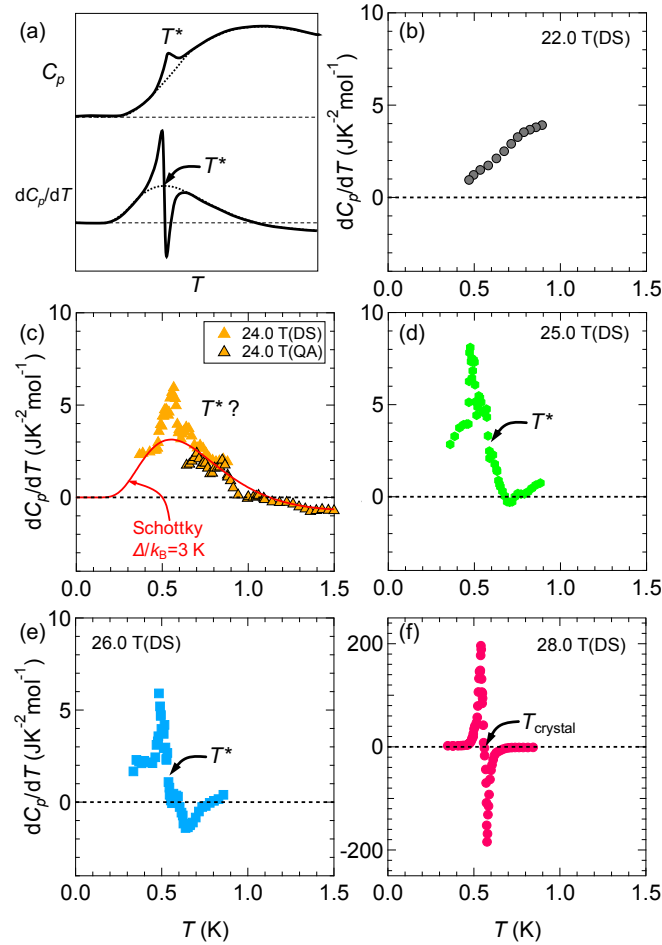 (a)
T*
C_p
T*
dC_p/dT
T
(b)
22.0 T(DS)
dC_p/dT (JK⁻²mol⁻¹)
10
5
0
0.0
0.5
1.0
1.5
(c)
24.0 T(DS)
24.0 T(QA)
T* ?
Schottky
Δ/k_B=3 K
dC_p/dT (JK⁻²mol⁻¹)
10
5
0
0.0
0.5
1.0
1.5
(d)
25.0 T(DS)
T*
dC_p/dT (JK⁻²mol⁻¹)
10
5
0
0.0
0.5
1.0
1.5
(e)
26.0 T(DS)
T*
dC_p/dT (JK⁻²mol⁻¹)
10
5
0
0.0
0.5
1.0
1.5
T (K)
(f)
28.0 T(DS)
T_crystal
200
0
-200
0.0
0.5
1.0
1.5
T (K)